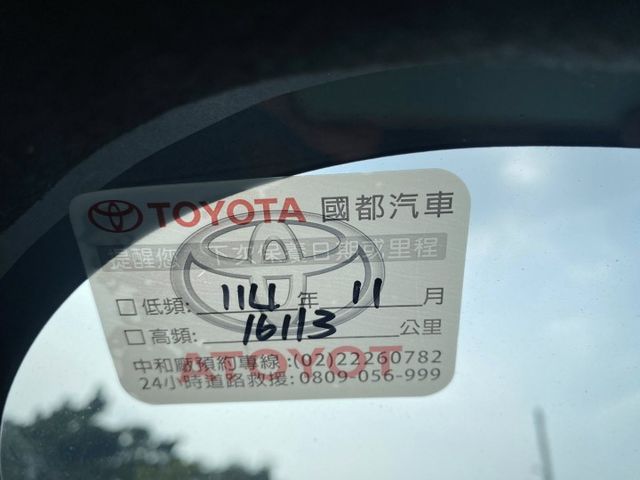 TOYOTA 國都汽車
提醒您 下次保養日期或里程
□低頻: 114 年 11 月
□高頻: 16113 公里
中和廠預約專線:(02)22260782
24小時道路救援: 0809-056-999